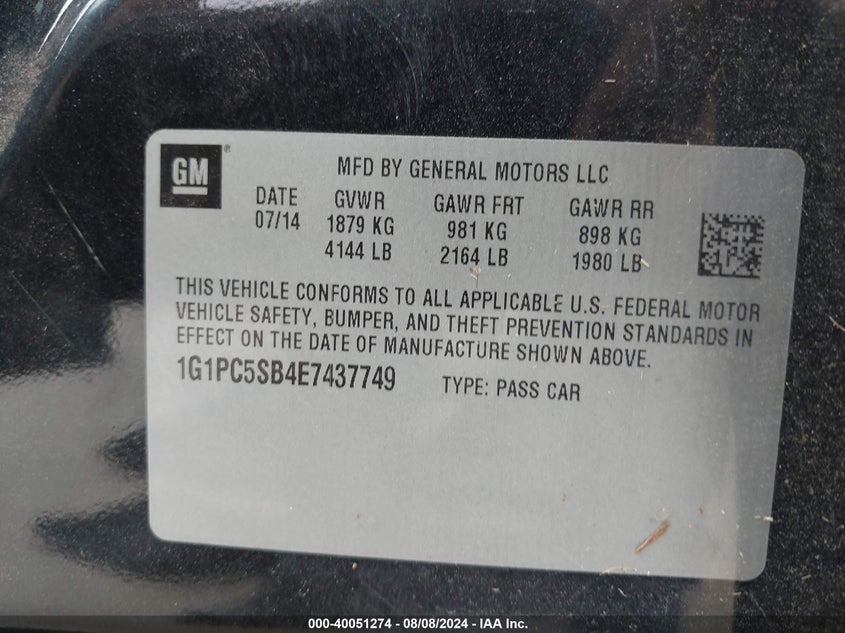 GM®
MFD BY GENERAL MOTORS LLC
DATE GVWR GAWR FRT GAWR RR
07/14 1879 KG 981 KG 898 KG
4144 LB 2164 LB 1980 LB
THIS VEHICLE CONFORMS TO ALL APPLICABLE U.S. FEDERAL MOTOR
VEHICLE SAFETY, BUMPER, AND THEFT PREVENTION STANDARDS IN
EFFECT ON THE DATE OF MANUFACTURE SHOWN ABOVE.
1G1PC5SB4E7437749 TYPE: PASS CAR
000-40051274 - 08/08/2024 - IAA Inc.